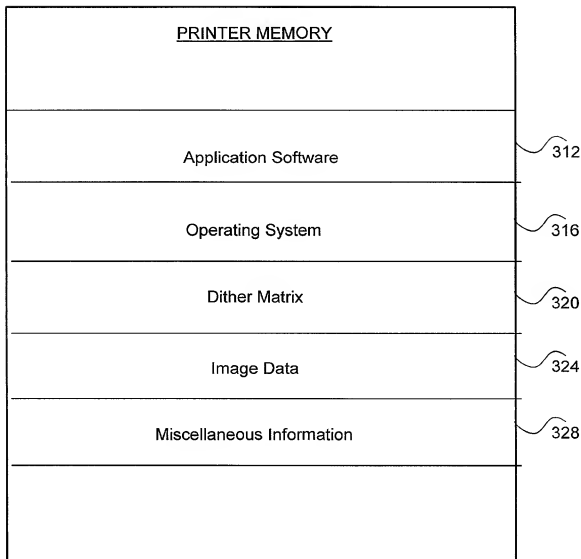 PRINTER MEMORY
Application Software 312
Operating System 316
Dither Matrix 320
Image Data 324
Miscellaneous Information 328